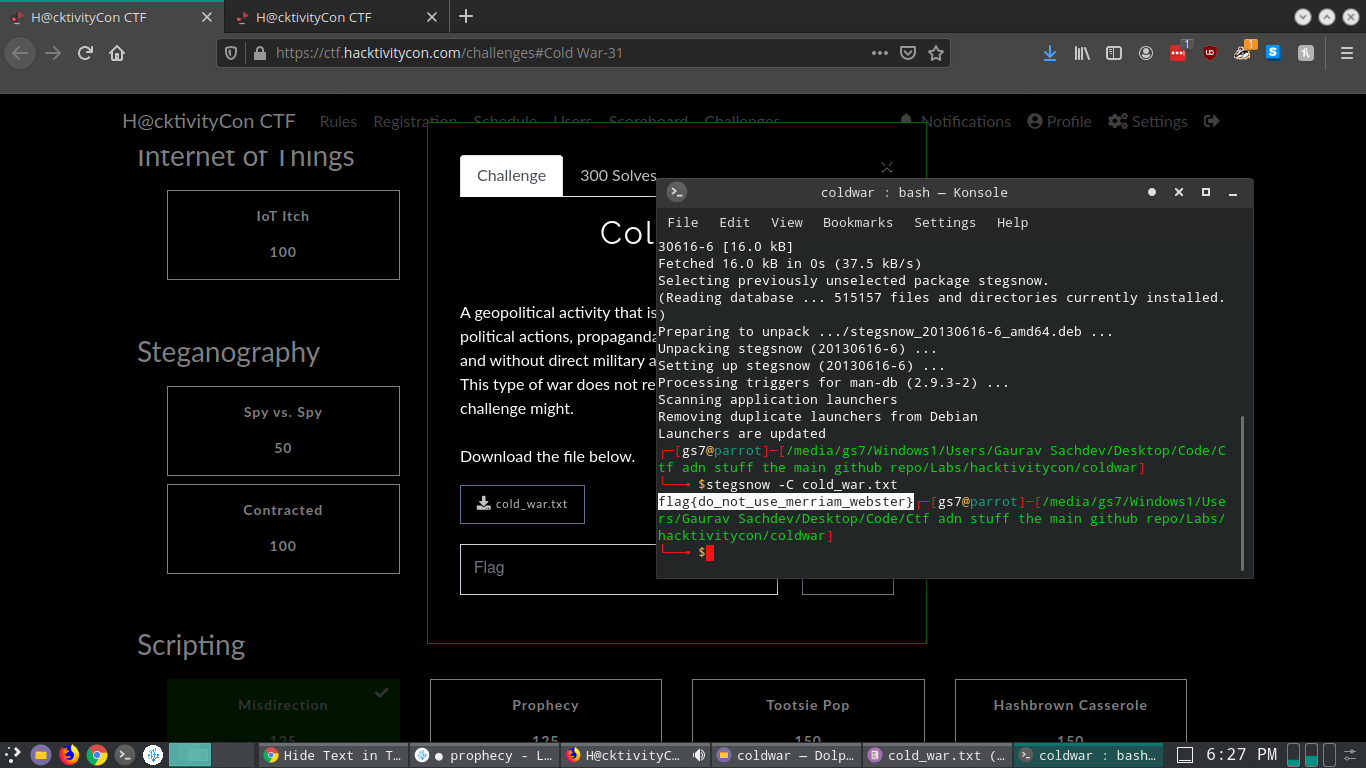 H@cktivityCon CTF
H@cktivityCon CTF
https://ctf.hacktivitycon.com/challenges#Cold War-31
1
1
H@cktivityCon CTF Rules Registration Schedule Users Scoreboard Challenges Notifications Profile Settings
Internet of Things
IoT Itch
100
Steganography
Spy vs. Spy
50
Contracted
100
Scripting
Misdirection
125
Prophecy
125
Tootsie Pop
150
Hashbrown Casserole
150
Challenge
300 Solves
Col
A geopolitical activity that is
political actions, propaganda
and without direct military a
This type of war does not re
challenge might.
Download the file below.
cold_war.txt
Flag
coldwar : bash — Konsole
File Edit View Bookmarks Settings Help
30616-6 [16.0 kB]
Fetched 16.0 kB in 0s (37.5 kB/s)
Selecting previously unselected package stegsnow.
(Reading database ... 515157 files and directories currently installed.
)
Preparing to unpack .../stegsnow_20130616-6_amd64.deb ...
Unpacking stegsnow (20130616-6) ...
Setting up stegsnow (20130616-6) ...
Processing triggers for man-db (2.9.3-2) ...
Scanning application launchers
Removing duplicate launchers from Debian
Launchers are updated
┌─[gs7@parrot]─[/media/gs7/Windows1/Users/Gaurav Sachdev/Desktop/Code/C
tf adn stuff the main github repo/Labs/hacktivitycon/coldwar]
└──╼ $stegsnow -C cold_war.txt
flag{do_not_use_merriam_webster}┌─[gs7@parrot]─[/media/gs7/Windows1/Use
rs/Gaurav Sachdev/Desktop/Code/Ctf adn stuff the main github repo/Labs/
hacktivitycon/coldwar]
└──╼ $
Hide Text in T...
● prophecy - L...
H@cktivityC...
coldwar — Dolp...
cold_war.txt (...
coldwar : bash...
6:27 PM